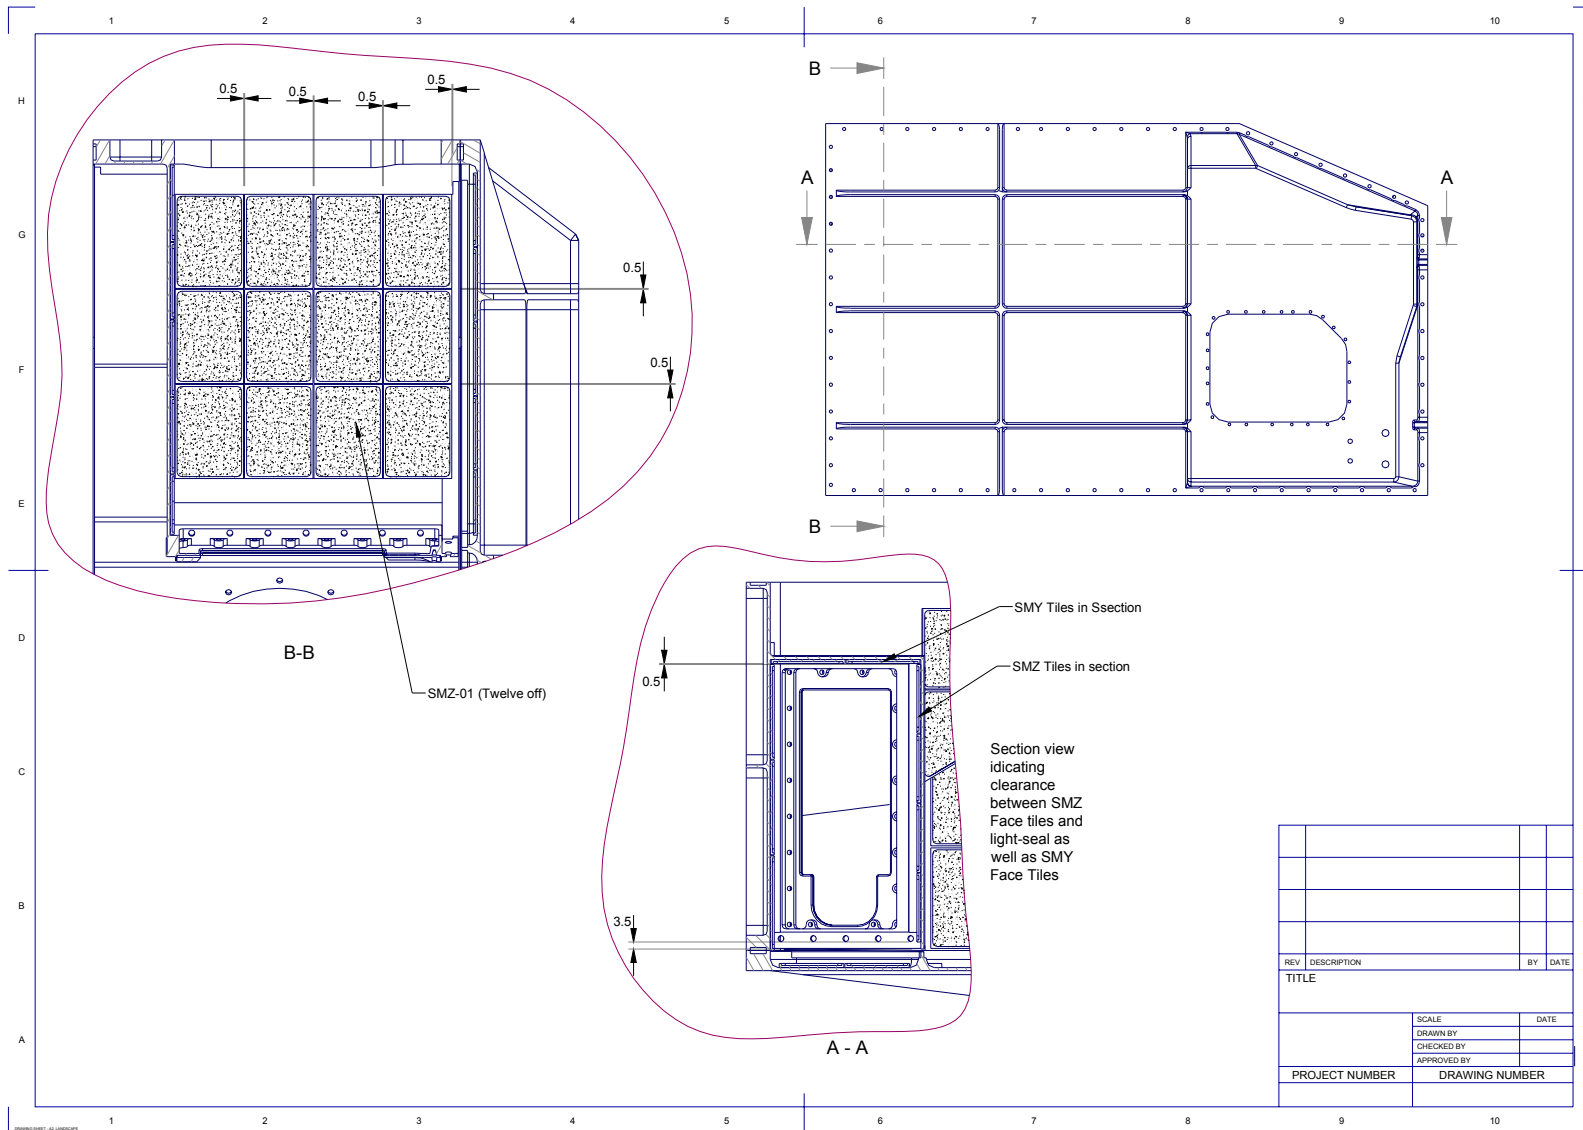 1 2 3 4 5 6 7 8 9 10
H
G
F
E
D
C
B
A
0.5 0.5 0.5 0.5
0.5
0.5
B-B
SMZ-01 (Twelve off)
B
A A
B
SMY Tiles in Ssection
SMZ Tiles in section
0.5
3.5
Section view
idicating
clearance
between SMZ
Face tiles and
light-seal as
well as SMY
Face Tiles
A - A
REV DESCRIPTION BY DATE
TITLE
SCALE DATE
DRAWN BY
CHECKED BY
APPROVED BY
PROJECT NUMBER DRAWING NUMBER
1 2 3 4 5 6 7 8 9 10
DRAWING SHEET : A2 LANDSCAPE